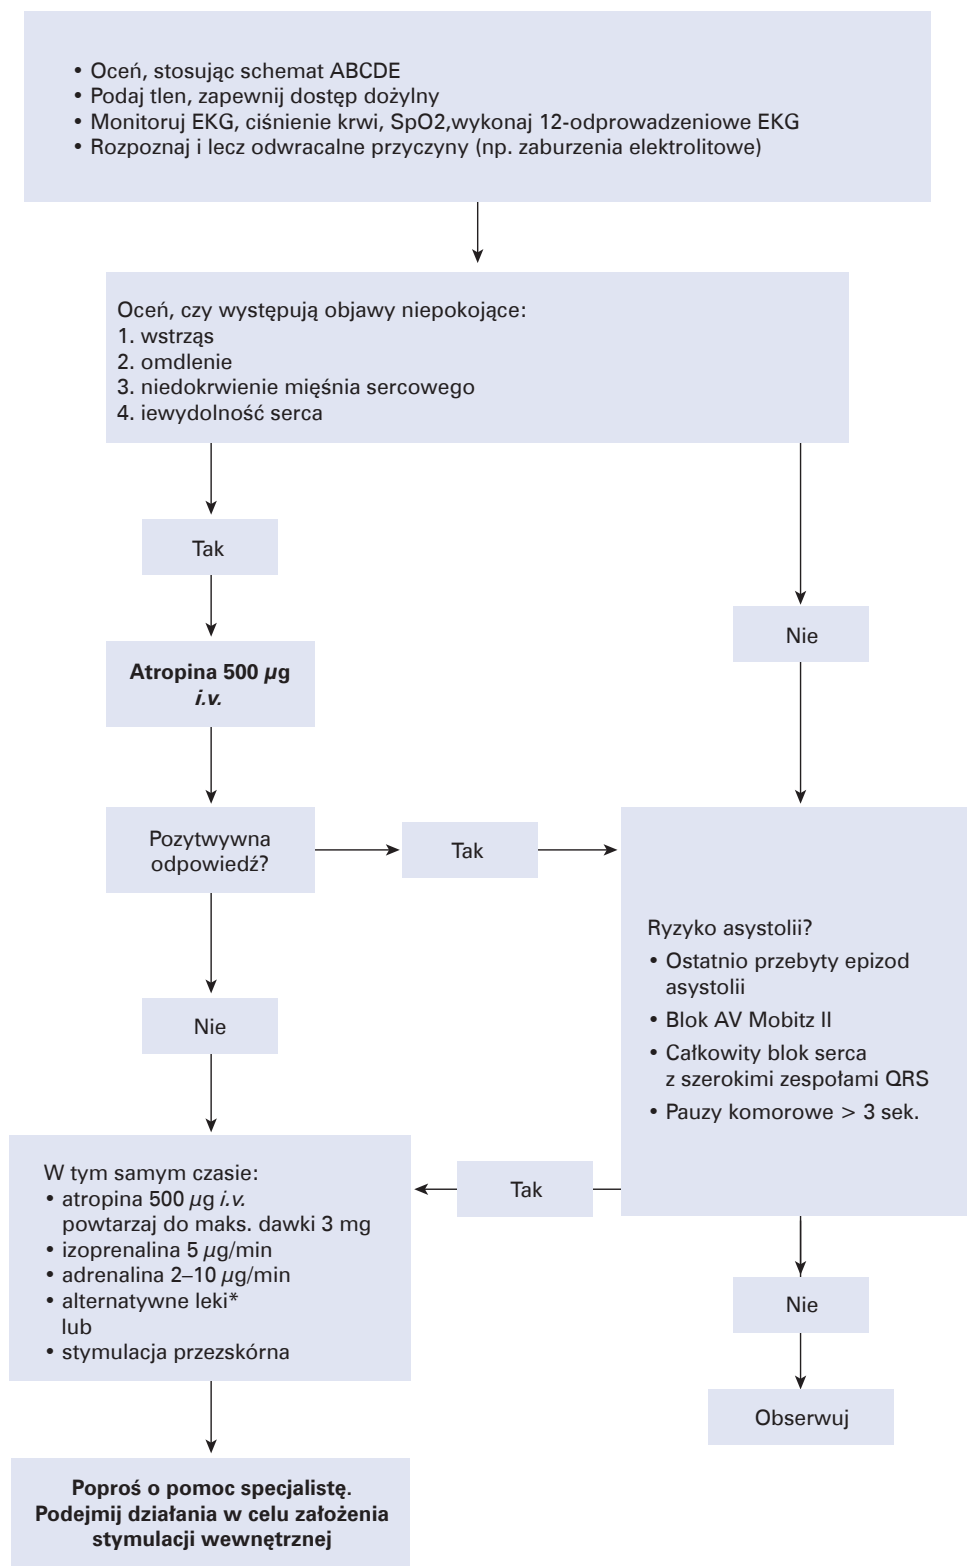 • Oceń, stosując schemat ABCDE
• Podaj tlen, zapewnij dostęp dożylny
• Monitoruj EKG, ciśnienie krwi, SpO2,wykonaj 12-odprowadzeniowe EKG
• Rozpoznaj i lecz odwracalne przyczyny (np. zaburzenia elektrolitowe)
Oceń, czy występują objawy niepokojące:
1. wstrząs
2. omdlenie
3. niedokrwienie mięśnia sercowego
4. iewydolność serca
Tak
Nie
Atropina 500 µg
i.v.
Pozytwywna
odpowiedź?
Tak
Ryzyko asystolii?
• Ostatnio przebyty epizod
asystolii
• Blok AV Mobitz II
• Całkowity blok serca
z szerokimi zespołami QRS
• Pauzy komorowe > 3 sek.
Nie
W tym samym czasie:
• atropina 500 µg i.v.
powtarzaj do maks. dawki 3 mg
• izoprenalina 5 µg/min
• adrenalina 2–10 µg/min
• alternatywne leki*
lub
• stymulacja przezskórna
Tak
Nie
Obserwuj
Poproś o pomoc specjalistę.
Podejmij działania w celu założenia
stymulacji wewnętrznej